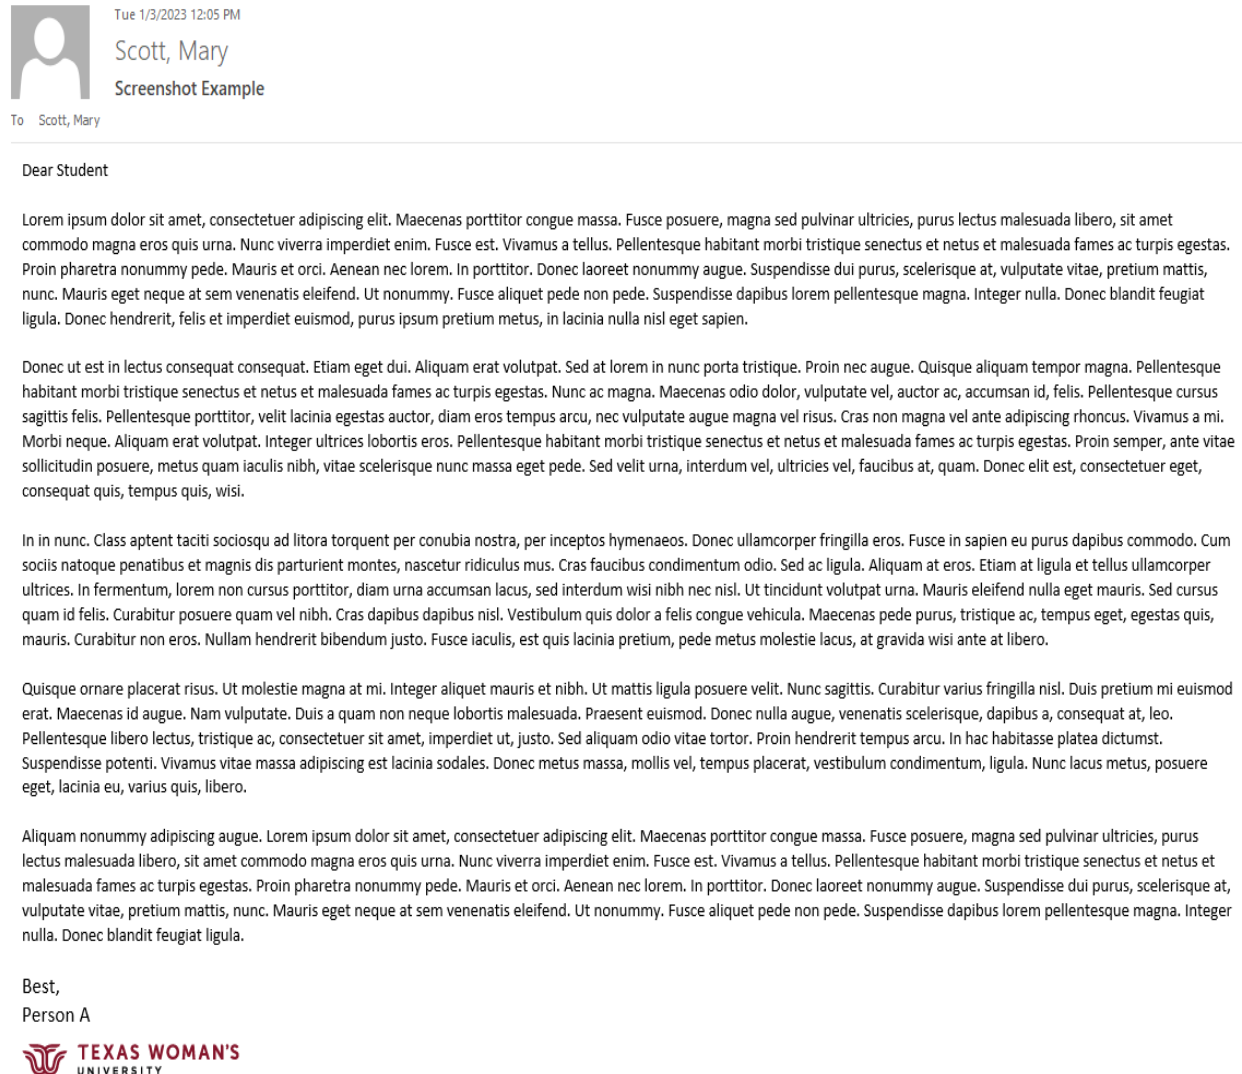 Tue 1/3/2023 12:05 PM
Scott, Mary
Screenshot Example
To Scott, Mary
Dear Student
Lorem ipsum dolor sit amet, consectetuer adipiscing elit. Maecenas porttitor congue massa. Fusce posuere, magna sed pulvinar ultricies, purus lectus malesuada libero, sit amet
commodo magna eros quis urna. Nunc viverra imperdiet enim. Fusce est. Vivamus a tellus. Pellentesque habitant morbi tristique senectus et netus et malesuada fames ac turpis egestas.
Proin pharetra nonummy pede. Mauris et orci. Aenean nec lorem. In porttitor. Donec laoreet nonummy augue. Suspendisse dui purus, scelerisque at, vulputate vitae, pretium mattis,
nunc. Mauris eget neque at sem venenatis eleifend. Ut nonummy. Fusce aliquet pede non pede. Suspendisse dapibus lorem pellentesque magna. Integer nulla. Donec blandit feugiat
ligula. Donec hendrerit, felis et imperdiet euismod, purus ipsum pretium metus, in lacinia nulla nisl eget sapien.
Donec ut est in lectus consequat consequat. Etiam eget dui. Aliquam erat volutpat. Sed at lorem in nunc porta tristique. Proin nec augue. Quisque aliquam tempor magna. Pellentesque
habitant morbi tristique senectus et netus et malesuada fames ac turpis egestas. Nunc ac magna. Maecenas odio dolor, vulputate vel, auctor ac, accumsan id, felis. Pellentesque cursus
sagittis felis. Pellentesque porttitor, velit lacinia egestas auctor, diam eros tempus arcu, nec vulputate augue magna vel risus. Cras non magna vel ante adipiscing rhoncus. Vivamus a mi.
Morbi neque. Aliquam erat volutpat. Integer ultrices lobortis eros. Pellentesque habitant morbi tristique senectus et netus et malesuada fames ac turpis egestas. Proin semper, ante vitae
sollicitudin posuere, metus quam iaculis nibh, vitae scelerisque nunc massa eget pede. Sed velit urna, interdum vel, ultricies vel, faucibus at, quam. Donec elit est, consectetuer eget,
consequat quis, tempus quis, wisi.
In in nunc. Class aptent taciti sociosqu ad litora torquent per conubia nostra, per inceptos hymenaeos. Donec ullamcorper fringilla eros. Fusce in sapien eu purus dapibus commodo. Cum
sociis natoque penatibus et magnis dis parturient montes, nascetur ridiculus mus. Cras faucibus condimentum odio. Sed ac ligula. Aliquam at eros. Etiam at ligula et tellus ullamcorper
ultrices. In fermentum, lorem non cursus porttitor, diam urna accumsan lacus, sed interdum wisi nibh nec nisl. Ut tincidunt volutpat urna. Mauris eleifend nulla eget mauris. Sed cursus
quam id felis. Curabitur posuere quam vel nibh. Cras dapibus dapibus nisl. Vestibulum quis dolor a felis congue vehicula. Maecenas pede purus, tristique ac, tempus eget, egestas quis,
mauris. Curabitur non eros. Nullam hendrerit bibendum justo. Fusce iaculis, est quis lacinia pretium, pede metus molestie lacus, at gravida wisi ante at libero.
Quisque ornare placerat risus. Ut molestie magna at mi. Integer aliquet mauris et nibh. Ut mattis ligula posuere velit. Nunc sagittis. Curabitur varius fringilla nisl. Duis pretium mi euismod
erat. Maecenas id augue. Nam vulputate. Duis a quam non neque lobortis malesuada. Praesent euismod. Donec nulla augue, venenatis scelerisque, dapibus a, consequat at, leo.
Pellentesque libero lectus, tristique ac, consectetuer sit amet, imperdiet ut, justo. Sed aliquam odio vitae tortor. Proin hendrerit tempus arcu. In hac habitasse platea dictumst.
Suspendisse potenti. Vivamus vitae massa adipiscing est lacinia sodales. Donec metus massa, mollis vel, tempus placerat, vestibulum condimentum, ligula. Nunc lacus metus, posuere
eget, lacinia eu, varius quis, libero.
Aliquam nonummy adipiscing augue. Lorem ipsum dolor sit amet, consectetuer adipiscing elit. Maecenas porttitor congue massa. Fusce posuere, magna sed pulvinar ultricies, purus
lectus malesuada libero, sit amet commodo magna eros quis urna. Nunc viverra imperdiet enim. Fusce est. Vivamus a tellus. Pellentesque habitant morbi tristique senectus et netus et
malesuada fames ac turpis egestas. Proin pharetra nonummy pede. Mauris et orci. Aenean nec lorem. In porttitor. Donec laoreet nonummy augue. Suspendisse dui purus, scelerisque at,
vulputate vitae, pretium mattis, nunc. Mauris eget neque at sem venenatis eleifend. Ut nonummy. Fusce aliquet pede non pede. Suspendisse dapibus lorem pellentesque magna. Integer
nulla. Donec blandit feugiat ligula.
Best,
Person A
TEXAS WOMAN'S
UNIVERSITY